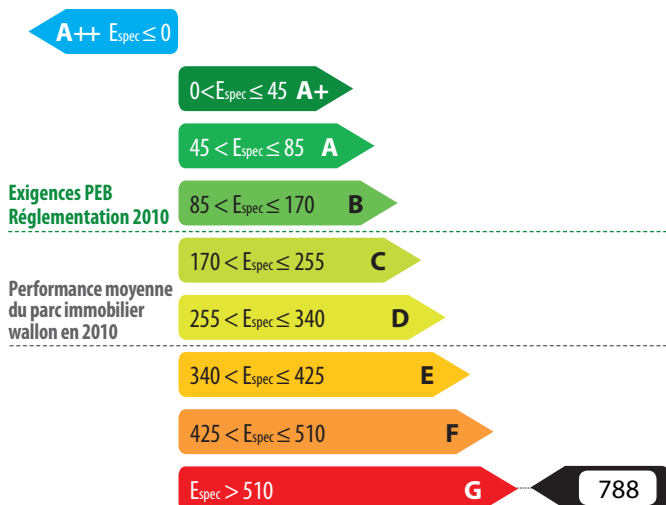 A++ Espec ≤ 0
0 < Espec ≤ 45 A+
45 < Espec ≤ 85 A
Exigences PEB
Réglementation 2010
85 < Espec ≤ 170 B
170 < Espec ≤ 255 C
Performance moyenne
du parc immobilier
wallon en 2010
255 < Espec ≤ 340 D
340 < Espec ≤ 425 E
425 < Espec ≤ 510 F
Espec > 510 G
788